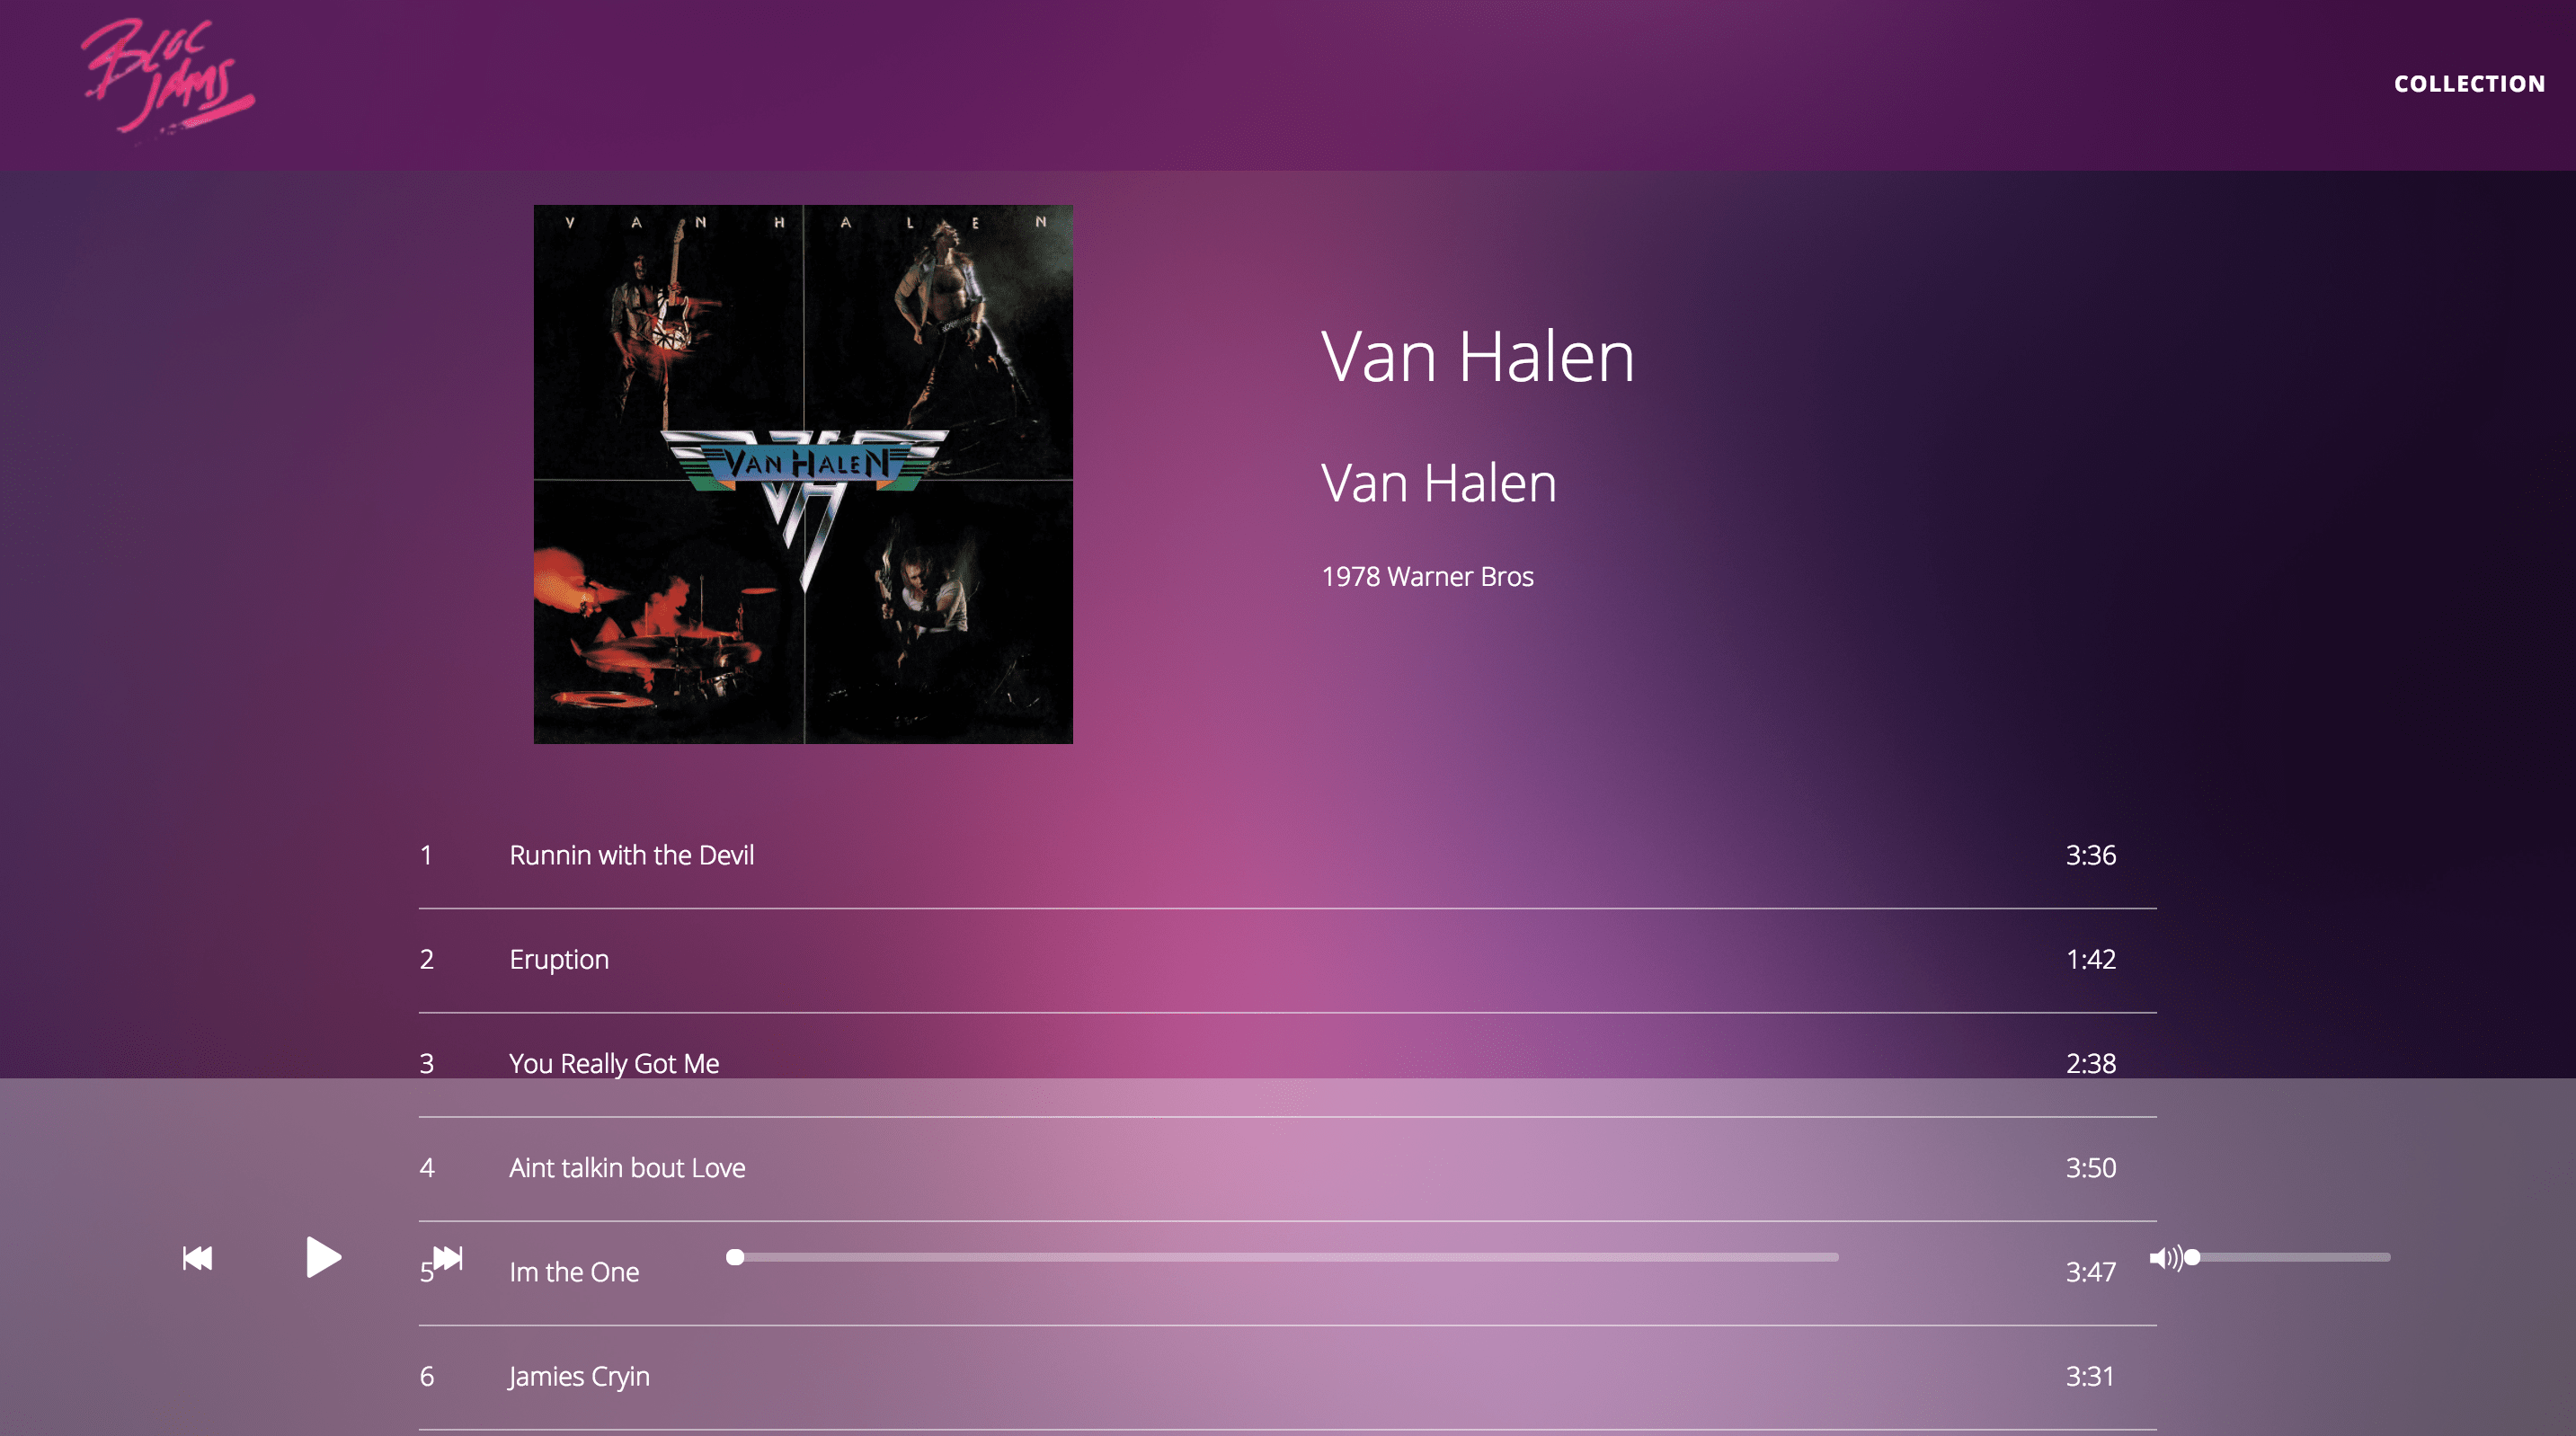 BLOC
JAMS
COLLECTION
VAN HALEN
VAN HALEN
Van Halen
Van Halen
1978 Warner Bros
1 Runnin with the Devil 3:36
2 Eruption 1:42
3 You Really Got Me 2:38
4 Aint talkin bout Love 3:50
5 Im the One 3:47
6 Jamies Cryin 3:31